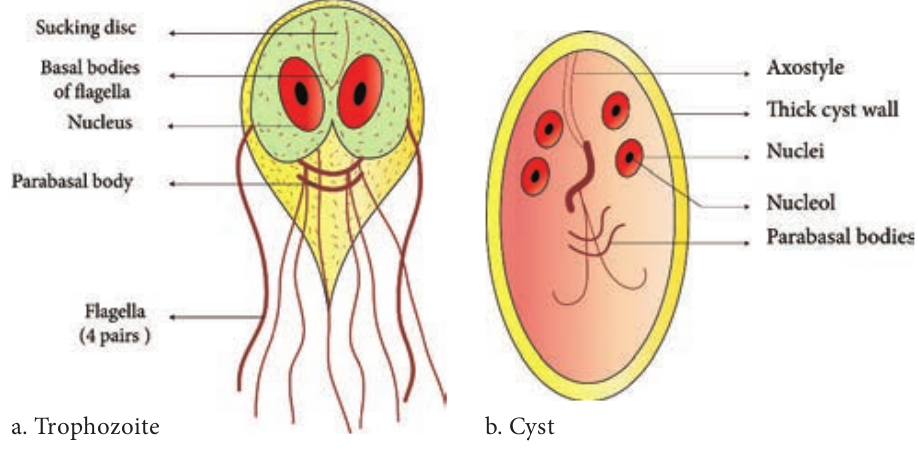 Sucking disc
Basal bodies
of flagella
Nucleus
Parabasal body
Flagella
(4 pairs )
a. Trophozoite
Axostyle
Thick cyst wall
Nuclei
Nucleol
Parabasal bodies
b. Cyst